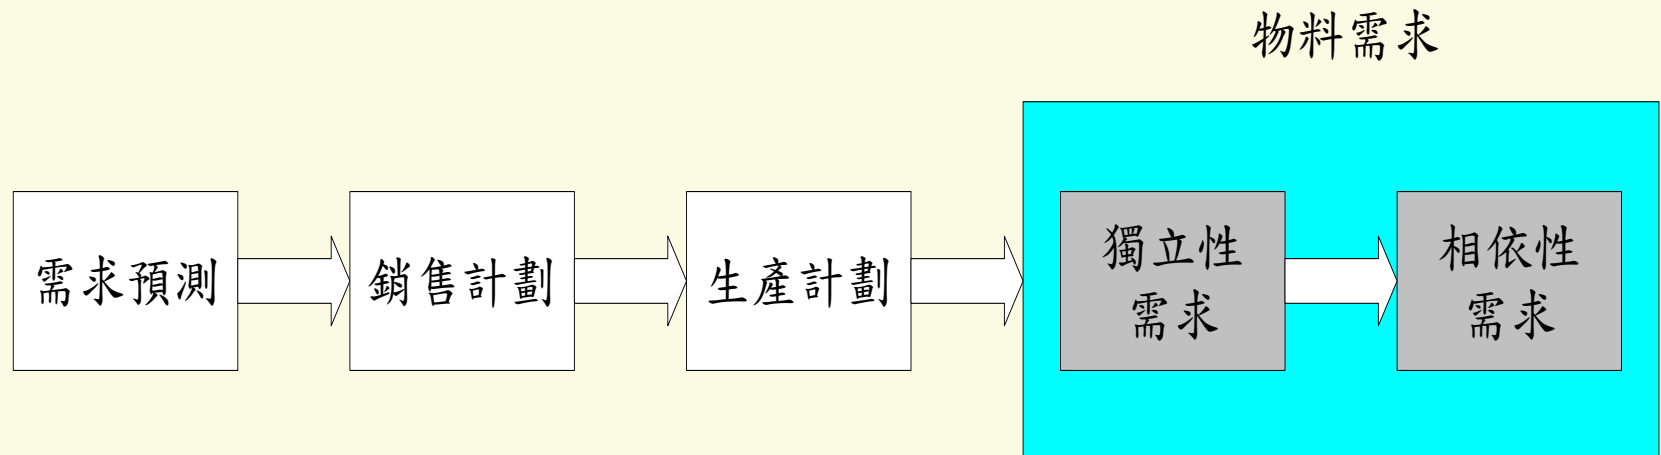 物料需求
需求預測
銷售計劃
生產計劃
獨立性
需求
相依性
需求